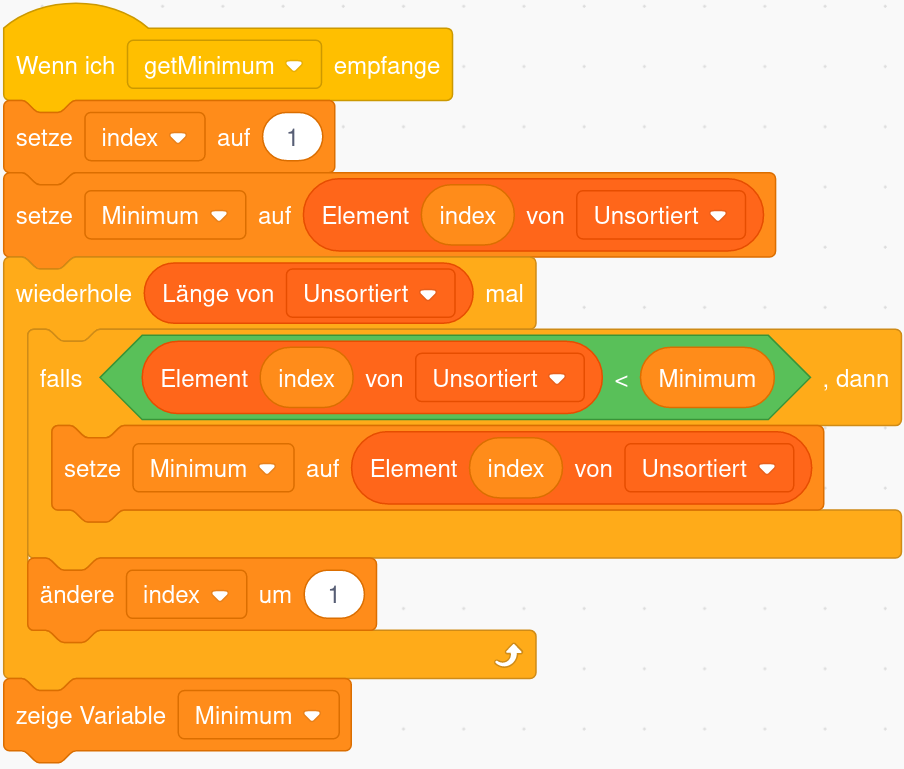 Wenn ich getMinimum empfange
setze index auf 1
setze Minimum auf Element index von Unsortiert
wiederhole Länge von Unsortiert mal
falls Element index von Unsortiert < Minimum , dann
setze Minimum auf Element index von Unsortiert
ändere index um 1
zeige Variable Minimum